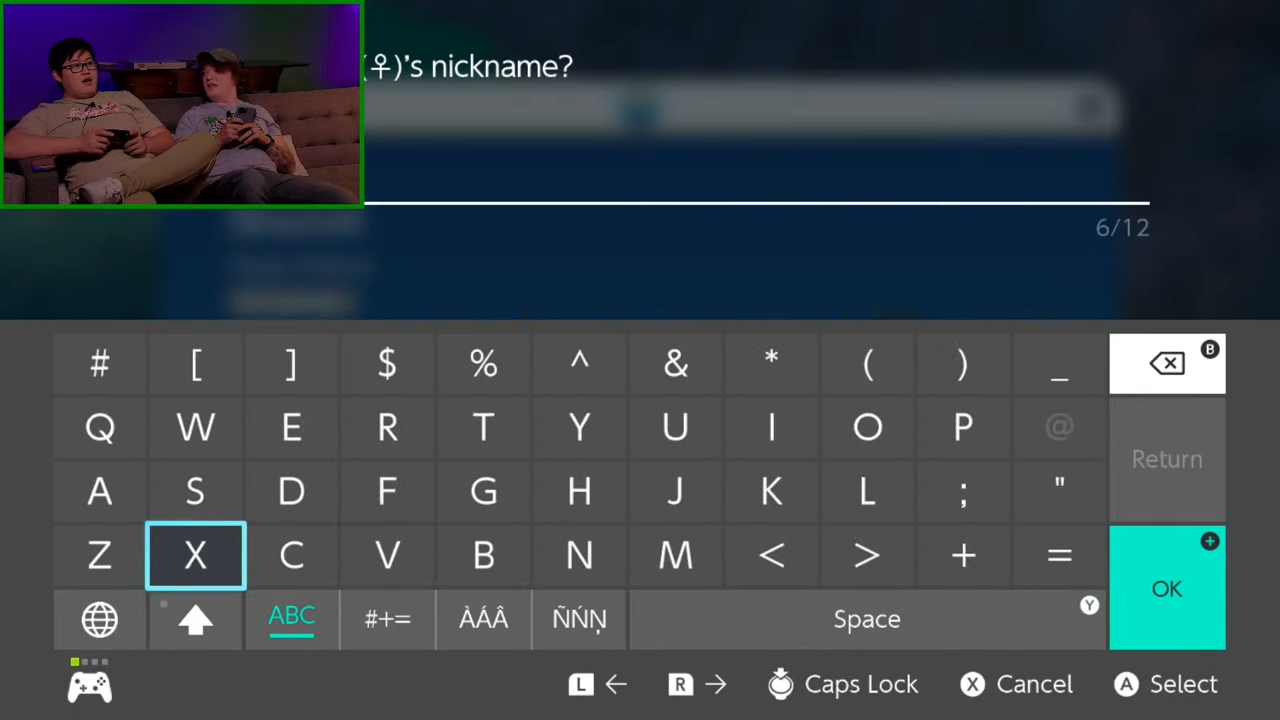 (♀)'s nickname?
6/12
# [ ] $ % ^ & * ( ) _ B
Q W E R T Y U I O P @ Return
A S D F G H J K L ; "
Z X C V B N M < > + = OK +
ABC #+= ÀÁÂ ÑŃŅ Space Y
L ← R → Caps Lock X Cancel A Select